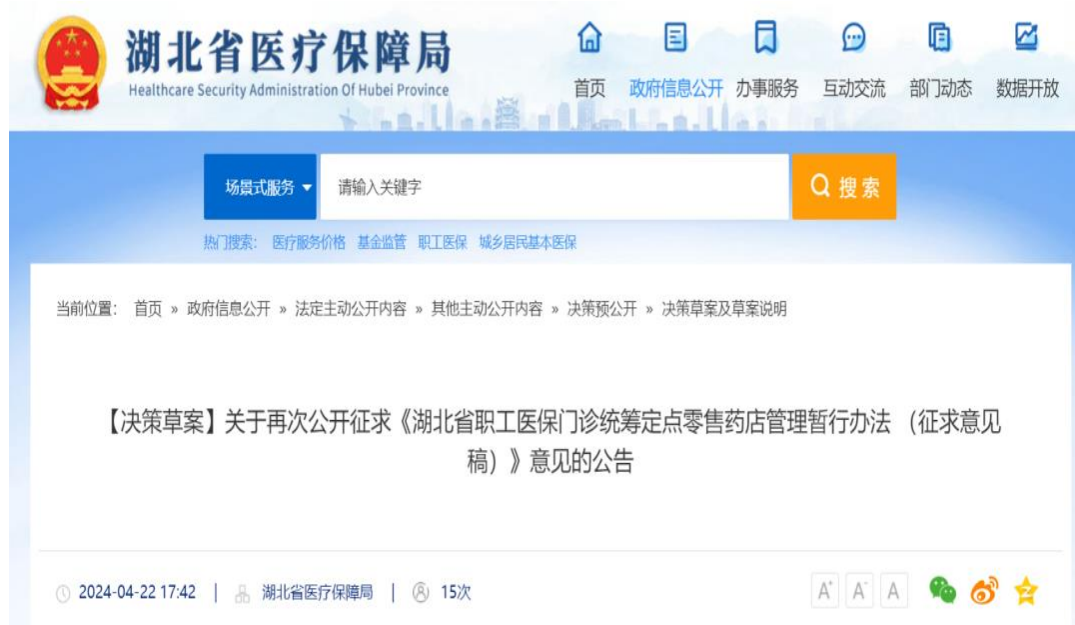 湖北省医疗保障局
Healthcare Security Administration Of Hubei Province
首页 政府信息公开 办事服务 互动交流 部门动态 数据开放
场景式服务 请输入关键字 搜索
热门搜索： 医疗服务价格 基金监管 职工医保 城乡居民基本医保
当前位置： 首页 » 政府信息公开 » 法定主动公开内容 » 其他主动公开内容 » 决策预公开 » 决策草案及草案说明
【决策草案】关于再次公开征求《湖北省职工医保门诊统筹定点零售药店管理暂行办法 （征求意见
稿）》意见的公告
2024-04-22 17:42 | 湖北省医疗保障局 | 15次 A+ A- A